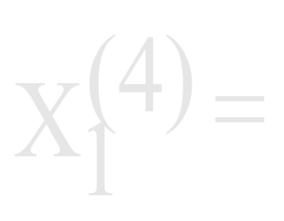 x₁⁽⁴⁾ =